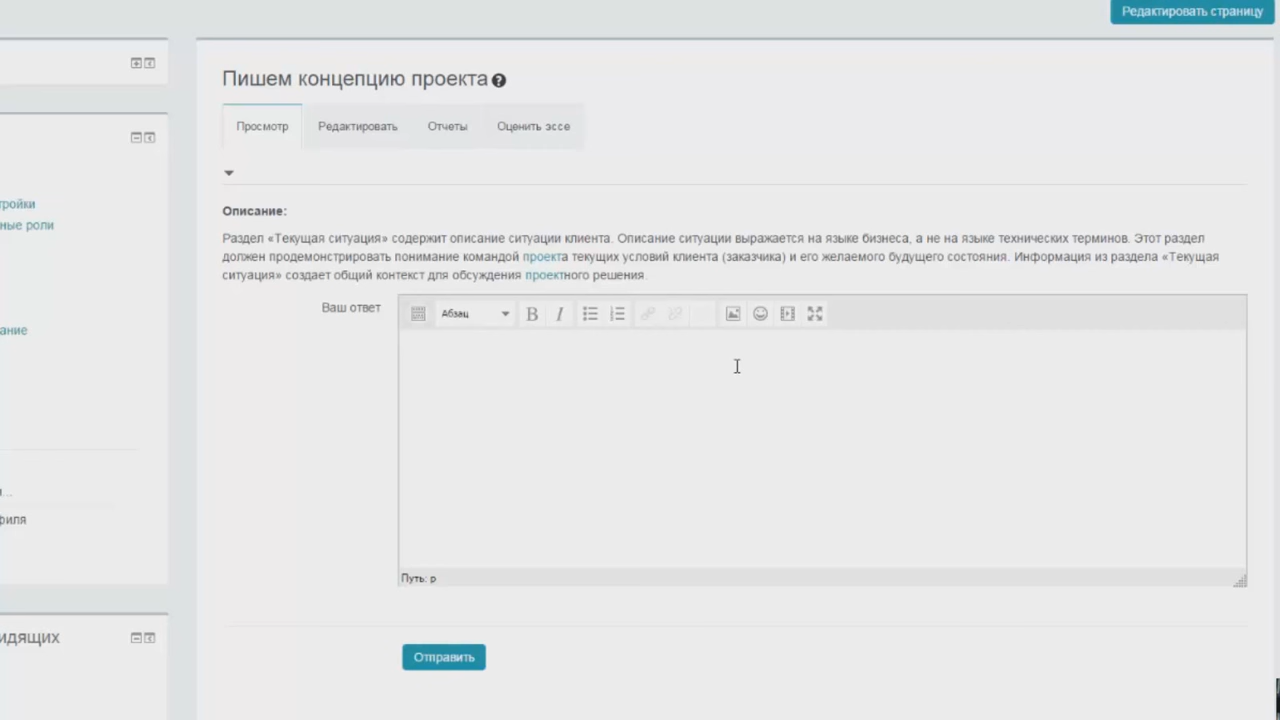 Редактировать страницу
Пишем концепцию проекта
Просмотр Редактировать Отчеты Оценить эссе
тройки
ные роли
Описание:
Раздел «Текущая ситуация» содержит описание ситуации клиента. Описание ситуации выражается на языке бизнеса, а не на языке технических терминов. Этот раздел
должен продемонстрировать понимание командой проекта текущих условий клиента (заказчика) и его желаемого будущего состояния. Информация из раздела «Текущая
ситуация» создает общий контекст для обсуждения проектного решения.
Ваш ответ
Абзац
B I
ание
и...
филя
Путь: p
идящих
Отправить